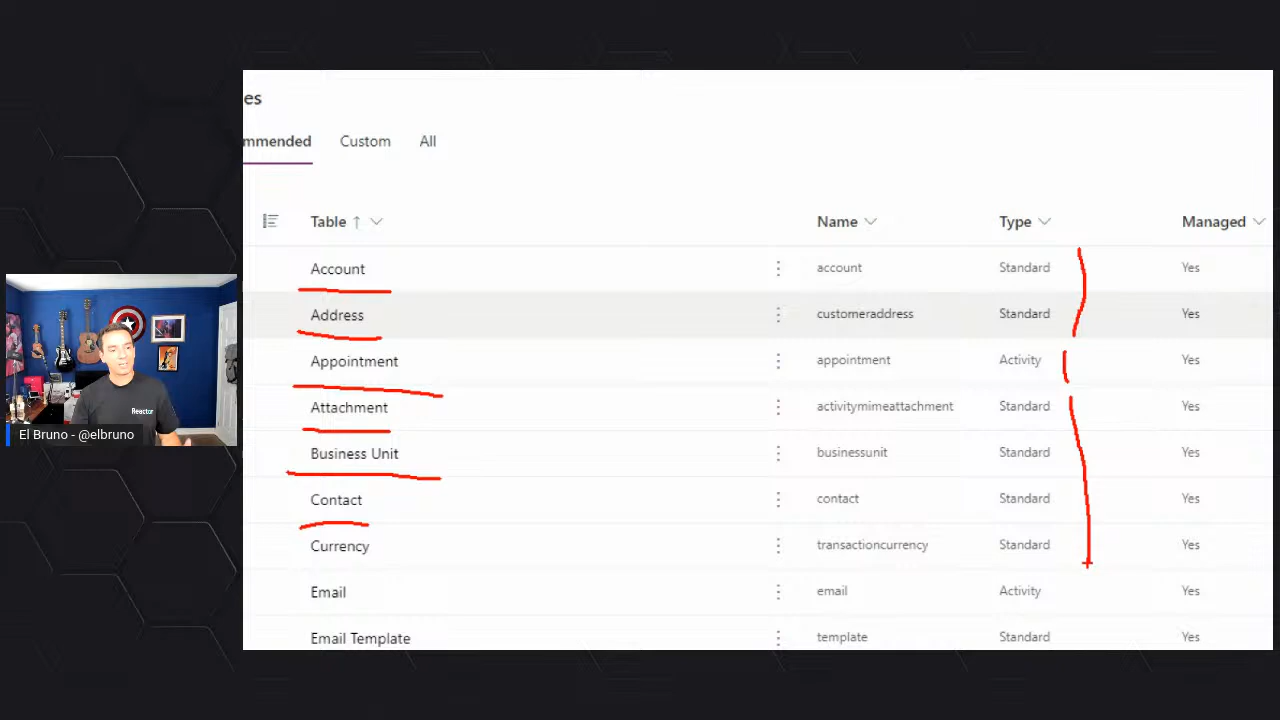 es
mmended Custom All
Table ↑ Name Type Managed
Account account Standard Yes
Address customeraddress Standard Yes
Appointment appointment Activity Yes
Attachment activitymimeattachment Standard Yes
Business Unit businessunit Standard Yes
Contact contact Standard Yes
Currency transactioncurrency Standard Yes
Email email Activity Yes
Email Template template Standard Yes
Reactor
El Bruno - @elbruno